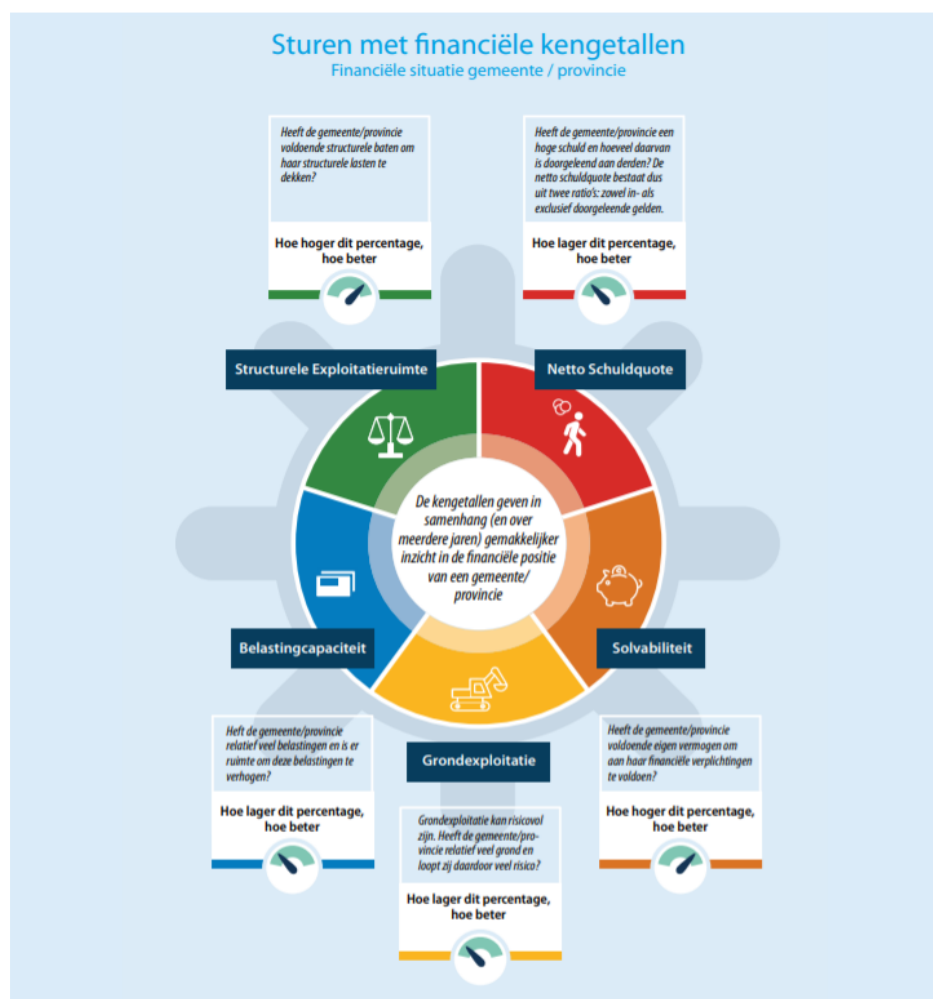 Sturen met financiële kengetallen
Financiële situatie gemeente / provincie
Heeft de gemeente/provincie
voldoende structurele baten om
haar structurele lasten te
dekken?
Hoe hoger dit percentage,
hoe beter
Heeft de gemeente/provincie een
hoge schuld en hoeveel daarvan
is doorgeleend aan derden? De
netto schuldquote bestaat dus
uit twee ratio's: zowel in- als
exclusief doorgeleende gelden.
Hoe lager dit percentage,
hoe beter
Structurele Exploitatieruimte
Netto Schuldquote
De kengetallen geven in
samenhang (en over
meerdere jaren) gemakkelijker
inzicht in de financiële positie
van een gemeente/
provincie
Belastingcapaciteit
Solvabiliteit
Heft de gemeente/provincie
relatief veel belastingen en is er
ruimte om deze belastingen te
verhogen?
Hoe lager dit percentage,
hoe beter
Grondexploitatie
Grondexploitatie kan risicovol
zijn. Heeft de gemeente/pro-
vincie relatief veel grond en
loopt zij daardoor veel risico?
Hoe lager dit percentage,
hoe beter
Heeft de gemeente/provincie
voldoende eigen vermogen om
aan haar financiële verplichtingen
te voldoen?
Hoe hoger dit percentage,
hoe beter